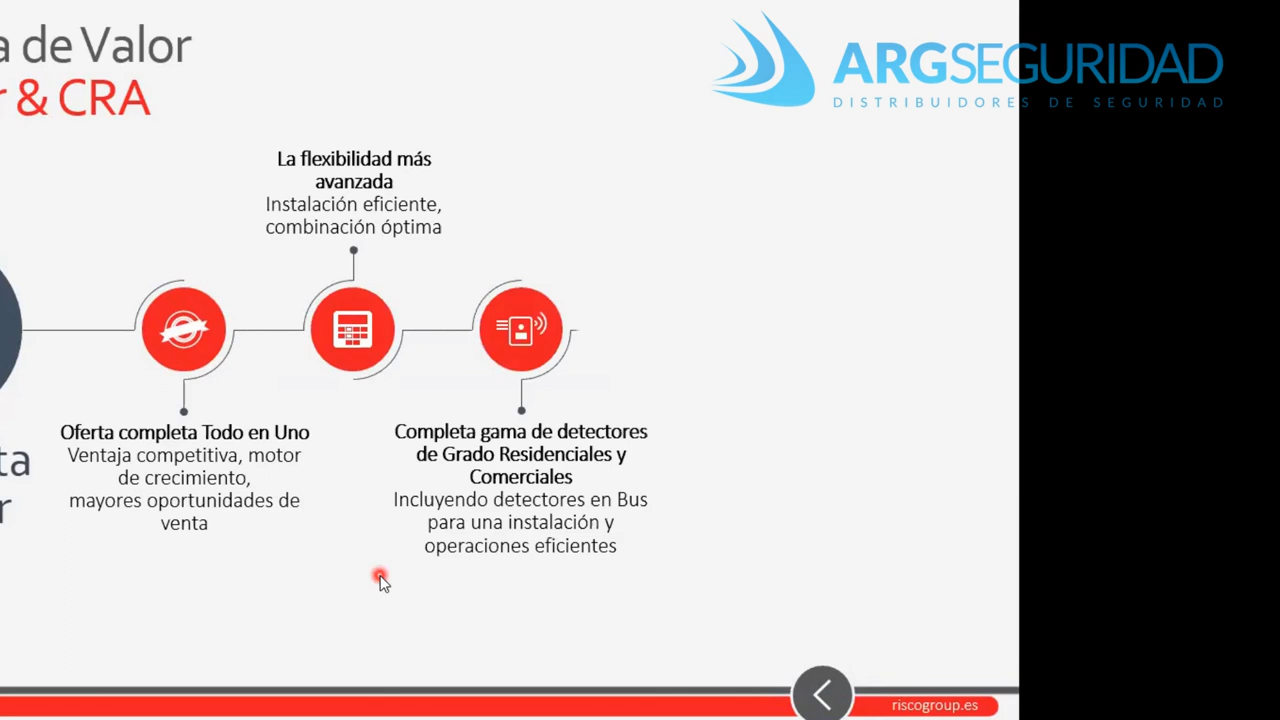 a de Valor
r & CRA
ARGSEGURIDAD
DISTRIBUIDORES DE SEGURIDAD
La flexibilidad más
avanzada
Instalación eficiente,
combinación óptima
Oferta completa Todo en Uno
Ventaja competitiva, motor
de crecimiento,
mayores oportunidades de
venta
Completa gama de detectores
de Grado Residenciales y
Comerciales
Incluyendo detectores en Bus
para una instalación y
operaciones eficientes
ta
r
riscogroup.es